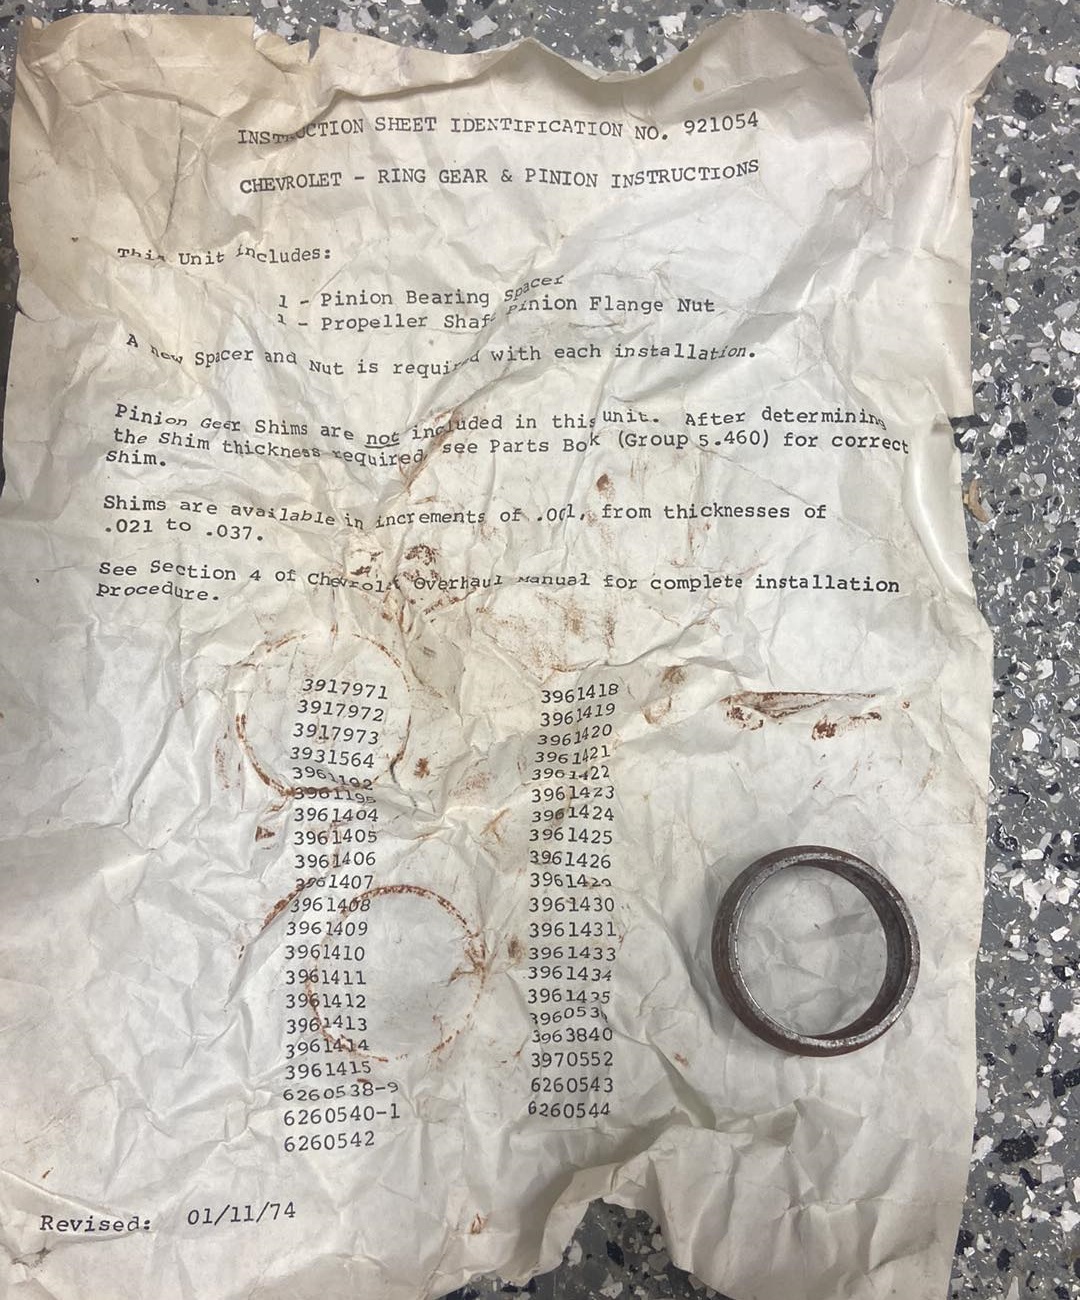 INSTRUCTION SHEET IDENTIFICATION NO. 921054
CHEVROLET - RING GEAR & PINION INSTRUCTIONS
This Unit includes:
1 - Pinion Bearing Spacer
1 - Propeller Shaft Pinion Flange Nut
A new Spacer and Nut is required with each installation.
Pinion Gear Shims are not included in this unit. After determining
the Shim thickness required, see Parts Bok (Group 5.460) for correct
Shim.
Shims are available in increments of .001, from thicknesses of
.021 to .037.
See Section 4 of Chevrolet Overhaul Manual for complete installation
procedure.
3917971
3917972
3917973
3931564
3961192
3961195
3961404
3961405
3961406
3961407
3961408
3961409
3961410
3961411
3961412
3961413
3961414
3961415
6260538-9
6260540-1
6260542
3961418
3961419
3961420
3961421
3961422
3961423
3961424
3961425
3961426
3961430
3961431
3961433
3961434
3961435
3963840
3970552
6260543
6260544
Revised: 01/11/74